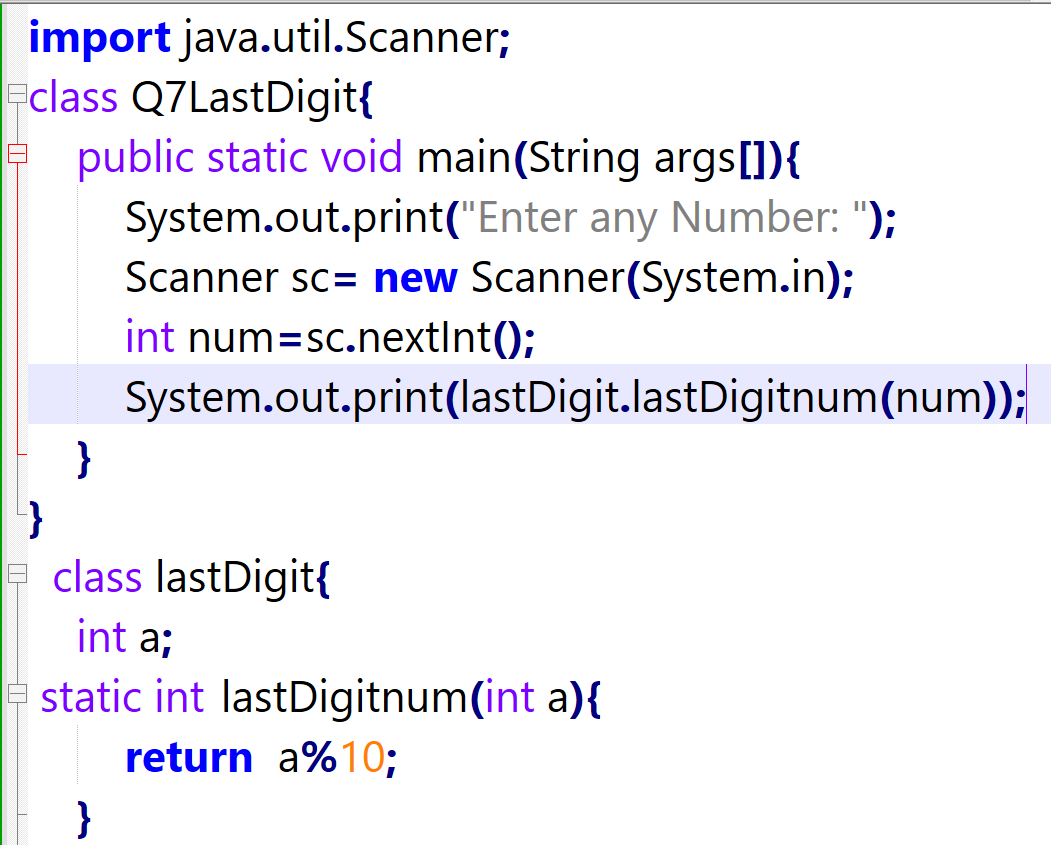 import java.util.Scanner;
class Q7LastDigit{
public static void main(String args[]){
System.out.print("Enter any Number: ");
Scanner sc= new Scanner(System.in);
int num=sc.nextInt();
System.out.print(lastDigit.lastDigitnum(num));
}
}
class lastDigit{
int a;
static int lastDigitnum(int a){
return  a%10;
}